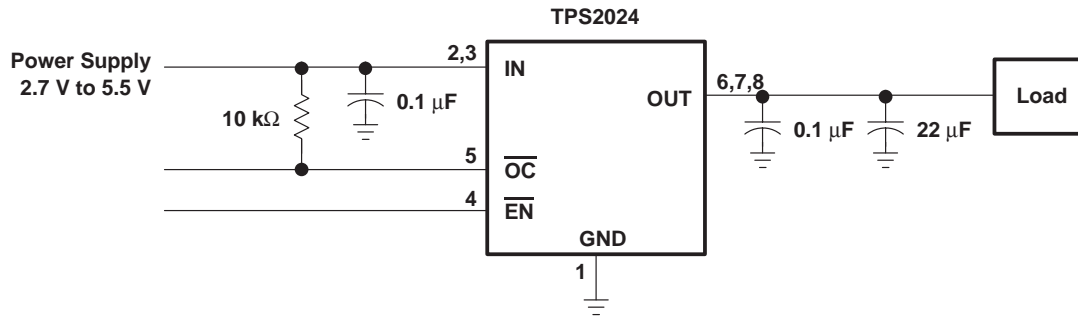 TPS2024
Power Supply
2.7 V to 5.5 V
2,3
IN
10 kΩ
0.1 μF
6,7,8
OUT
Load
0.1 μF
22 μF
5
OC
4
EN
GND
1